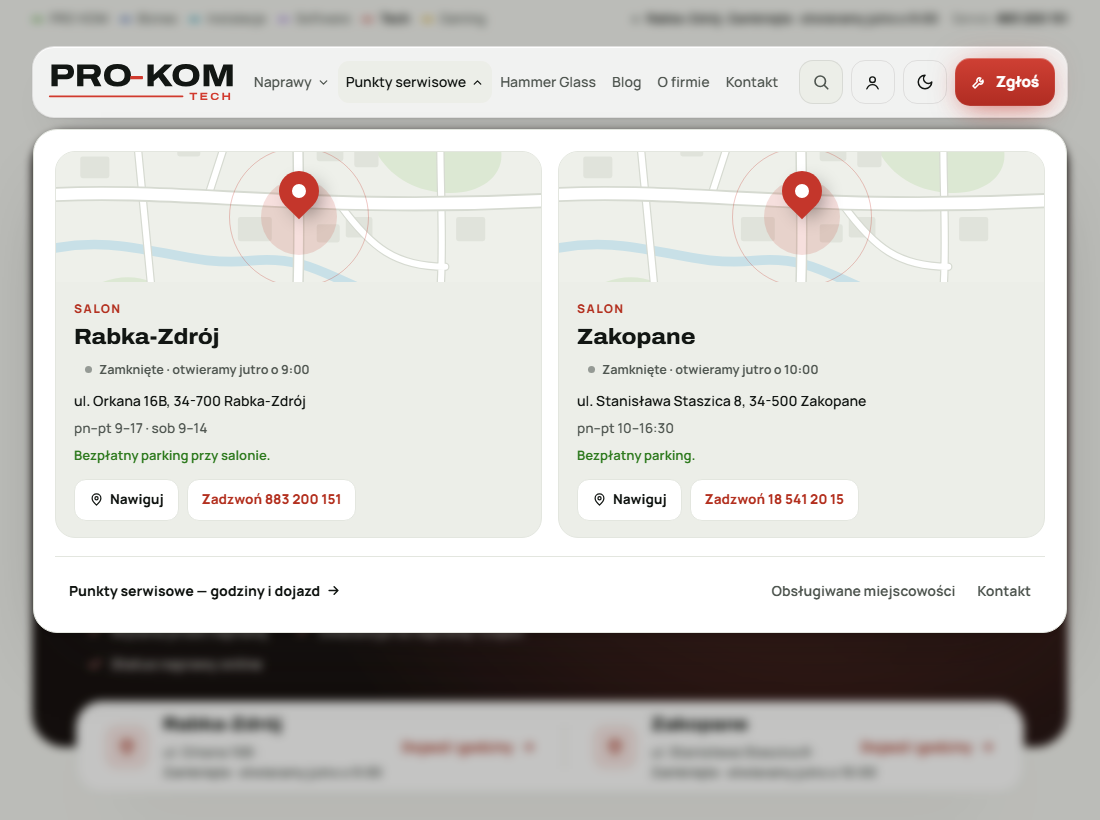 PRO-KOM
TECH
Naprawy
Punkty serwisowe
Hammer Glass
Blog
O firmie
Kontakt
Zgłoś
SALON
Rabka-Zdrój
Zamknięte · otwieramy jutro o 9:00
ul. Orkana 16B, 34-700 Rabka-Zdrój
pn–pt 9–17 · sob 9–14
Bezpłatny parking przy salonie.
Nawiguj
Zadzwoń 883 200 151
SALON
Zakopane
Zamknięte · otwieramy jutro o 10:00
ul. Stanisława Staszica 8, 34-500 Zakopane
pn–pt 10–16:30
Bezpłatny parking.
Nawiguj
Zadzwoń 18 541 20 15
Punkty serwisowe — godziny i dojazd →
Obsługiwane miejscowości
Kontakt
Rabka-Zdrój
Zakopane